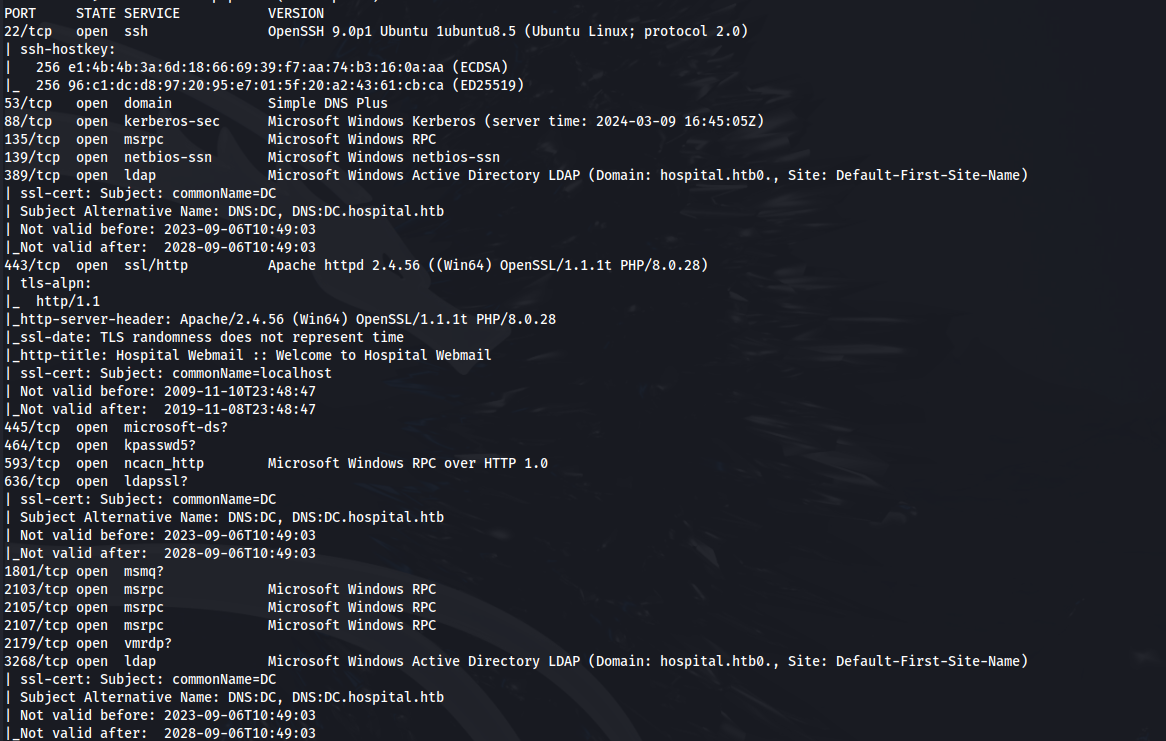 PORT     STATE SERVICE       VERSION
22/tcp   open  ssh           OpenSSH 9.0p1 Ubuntu 1ubuntu8.5 (Ubuntu Linux; protocol 2.0)
| ssh-hostkey:
|   256 e1:4b:4b:3a:6d:18:66:69:39:f7:aa:74:b3:16:0a:aa (ECDSA)
|_  256 96:c1:dc:d8:97:20:95:e7:01:5f:20:a2:43:61:cb:ca (ED25519)
53/tcp   open  domain        Simple DNS Plus
88/tcp   open  kerberos-sec  Microsoft Windows Kerberos (server time: 2024-03-09 16:45:05Z)
135/tcp  open  msrpc         Microsoft Windows RPC
139/tcp  open  netbios-ssn   Microsoft Windows netbios-ssn
389/tcp  open  ldap          Microsoft Windows Active Directory LDAP (Domain: hospital.htb0., Site: Default-First-Site-Name)
| ssl-cert: Subject: commonName=DC
| Subject Alternative Name: DNS:DC, DNS:DC.hospital.htb
| Not valid before: 2023-09-06T10:49:03
|_Not valid after:  2028-09-06T10:49:03
443/tcp  open  ssl/http      Apache httpd 2.4.56 ((Win64) OpenSSL/1.1.1t PHP/8.0.28)
| tls-alpn:
|_  http/1.1
|_http-server-header: Apache/2.4.56 (Win64) OpenSSL/1.1.1t PHP/8.0.28
|_ssl-date: TLS randomness does not represent time
|_http-title: Hospital Webmail :: Welcome to Hospital Webmail
| ssl-cert: Subject: commonName=localhost
| Not valid before: 2009-11-10T23:48:47
|_Not valid after:  2019-11-08T23:48:47
445/tcp  open  microsoft-ds?
464/tcp  open  kpasswd5?
593/tcp  open  ncacn_http    Microsoft Windows RPC over HTTP 1.0
636/tcp  open  ldapssl?
| ssl-cert: Subject: commonName=DC
| Subject Alternative Name: DNS:DC, DNS:DC.hospital.htb
| Not valid before: 2023-09-06T10:49:03
|_Not valid after:  2028-09-06T10:49:03
1801/tcp open  msmq?
2103/tcp open  msrpc         Microsoft Windows RPC
2105/tcp open  msrpc         Microsoft Windows RPC
2107/tcp open  msrpc         Microsoft Windows RPC
2179/tcp open  vmrdp?
3268/tcp open  ldap          Microsoft Windows Active Directory LDAP (Domain: hospital.htb0., Site: Default-First-Site-Name)
| ssl-cert: Subject: commonName=DC
| Subject Alternative Name: DNS:DC, DNS:DC.hospital.htb
| Not valid before: 2023-09-06T10:49:03
|_Not valid after:  2028-09-06T10:49:03